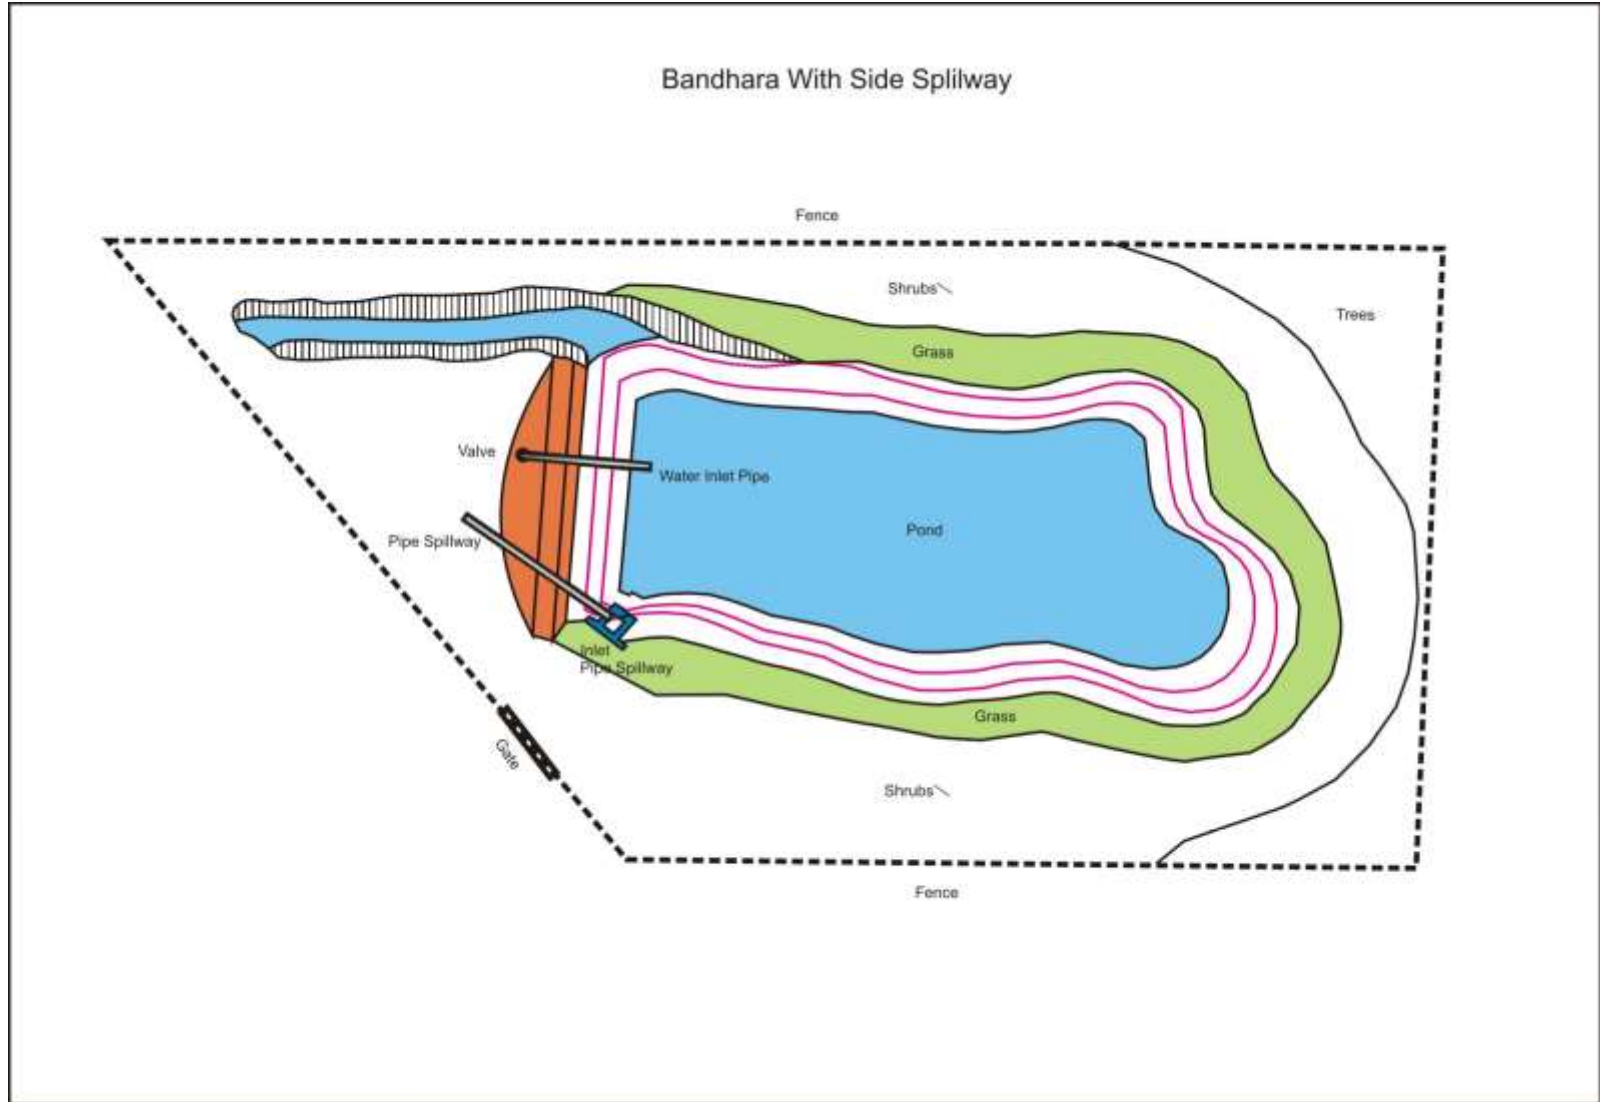 Bandhara With Side Splilway
Fence
Shrubs
Trees
Grass
Valve
Water Inlet Pipe
Pond
Pipe Spillway
Inlet
Pipe Spillway
Grass
Gate
Shrubs
Fence